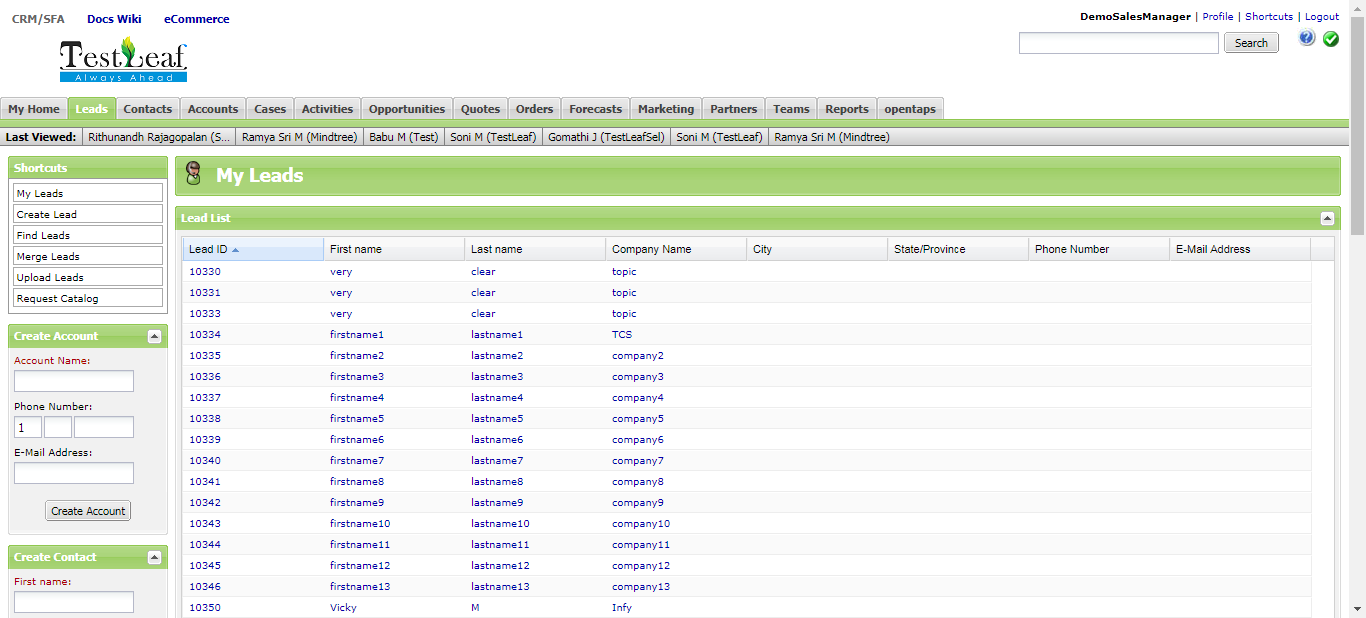 CRM/SFA Docs Wiki eCommerce
DemoSalesManager | Profile | Shortcuts | Logout
TestLeaf
Always Ahead
Search
My Home Leads Contacts Accounts Cases Activities Opportunities Quotes Orders Forecasts Marketing Partners Teams Reports opentaps
Last Viewed: Rithunandh Rajagopalan (S... Ramya Sri M (Mindtree) Babu M (Test) Soni M (TestLeaf) Gomathi J (TestLeafSel) Soni M (TestLeaf) Ramya Sri M (Mindtree)
Shortcuts
My Leads
Create Lead
Find Leads
Merge Leads
Upload Leads
Request Catalog
Create Account
Account Name:
Phone Number:
1
E-Mail Address:
Create Account
Create Contact
First name:
My Leads
Lead List
Lead ID First name Last name Company Name City State/Province Phone Number E-Mail Address
10330 very clear topic
10331 very clear topic
10333 very clear topic
10334 firstname1 lastname1 TCS
10335 firstname2 lastname2 company2
10336 firstname3 lastname3 company3
10337 firstname4 lastname4 company4
10338 firstname5 lastname5 company5
10339 firstname6 lastname6 company6
10340 firstname7 lastname7 company7
10341 firstname8 lastname8 company8
10342 firstname9 lastname9 company9
10343 firstname10 lastname10 company10
10344 firstname11 lastname11 company11
10345 firstname12 lastname12 company12
10346 firstname13 lastname13 company13
10350 Vicky M Infy